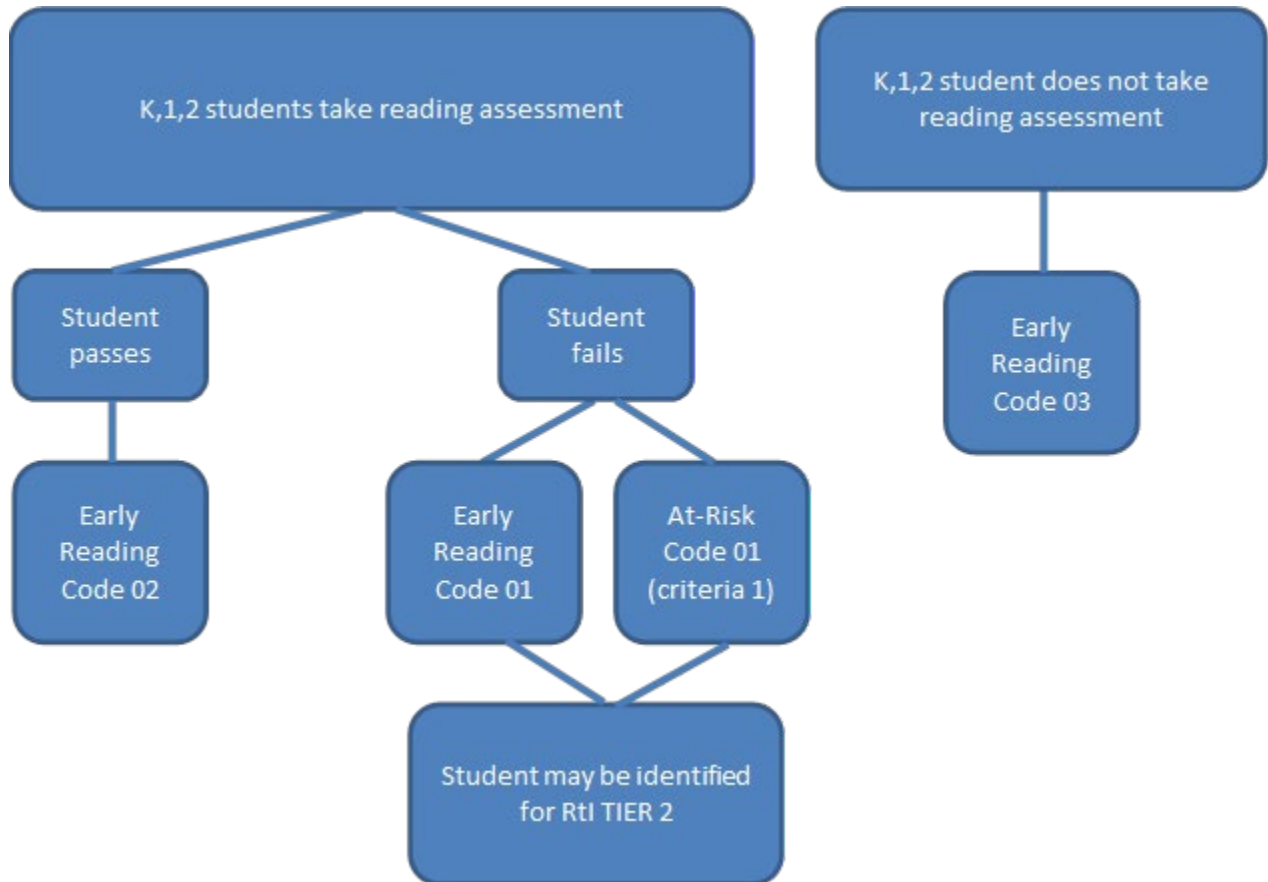 K,1,2 students take reading assessment
K,1,2 student does not take
reading assessment
Student
passes
Student
fails
Early
Reading
Code 03
Early
Reading
Code 02
Early
Reading
Code 01
At-Risk
Code 01
(criteria 1)
Student may be identified
for RtI TIER 2